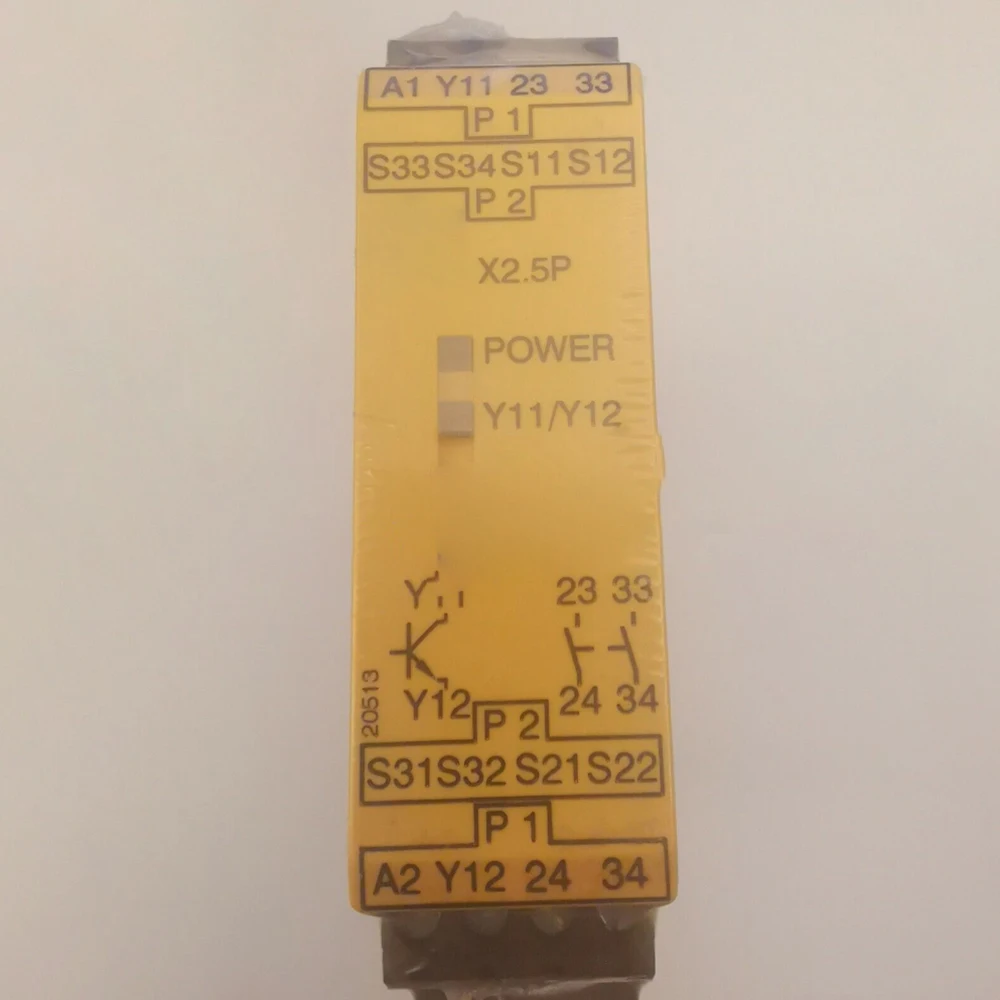 A1 Y11 23 33
P 1
S33 S34 S11 S12
P 2
X2.5P
POWER
Y11/Y12
Y11 23 33
Y12 24 34
20513
P 2
S31 S32 S21 S22
P 1
A2 Y12 24 34